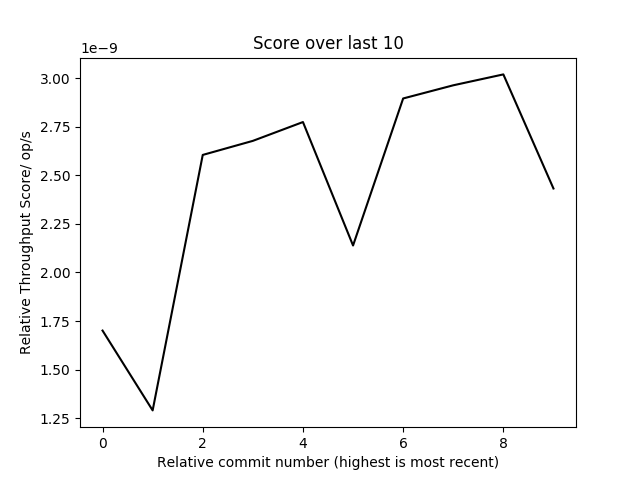 Score over last 10
1e−9
3.00
2.75
2.50
2.25
2.00
1.75
1.50
1.25
Relative Throughput Score/ op/s
0 2 4 6 8
Relative commit number (highest is most recent)